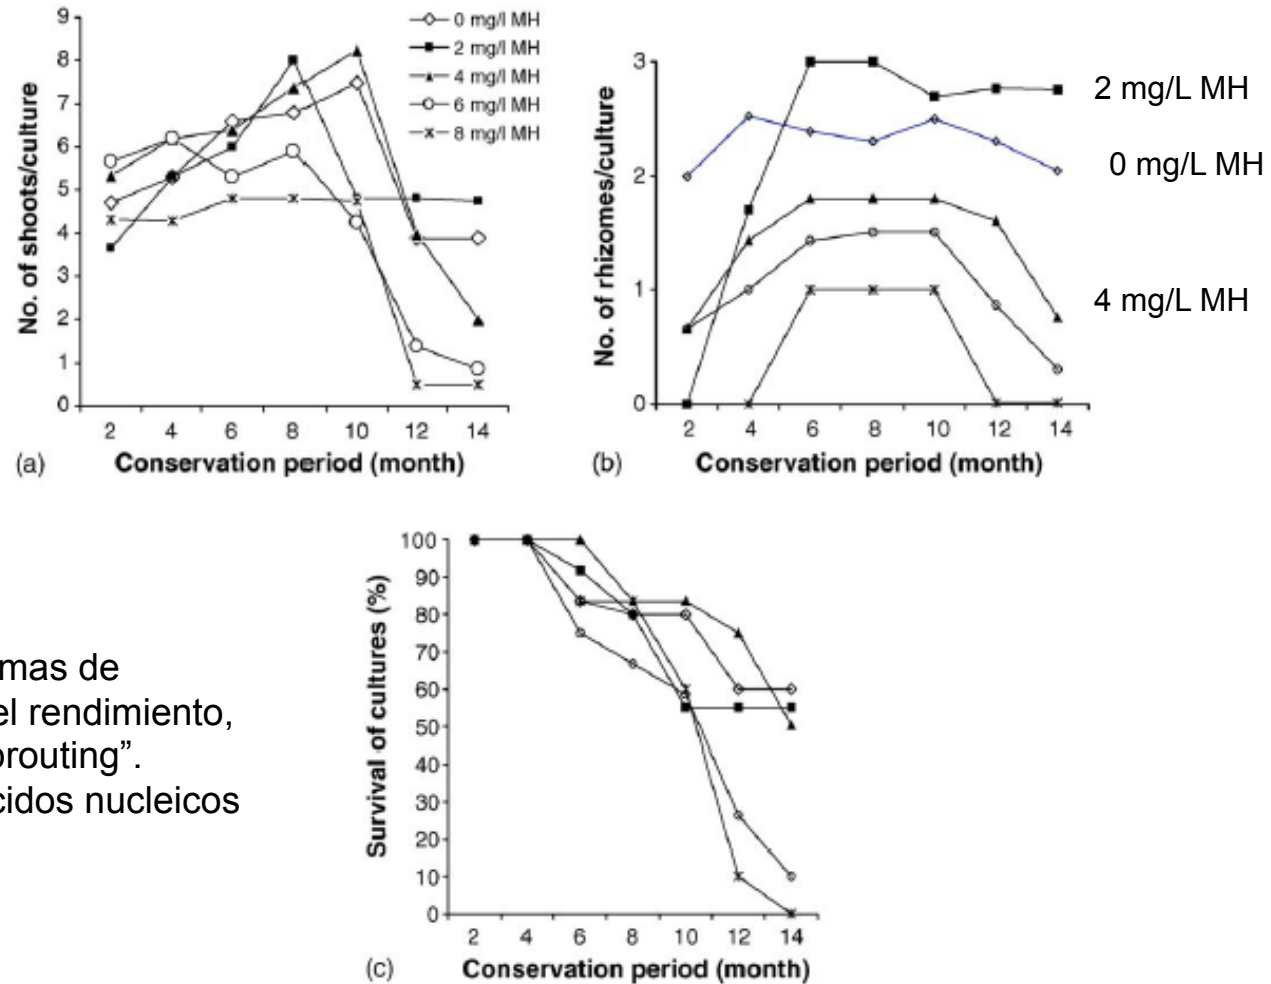 9
8
7
6
5
4
3
2
1
0
No. of shoots/culture
0 mg/l MH
2 mg/l MH
4 mg/l MH
6 mg/l MH
8 mg/l MH
2 4 6 8 10 12 14
(a) Conservation period (month)
3
2
1
0
No. of rhizomes/culture
2 mg/L MH
0 mg/L MH
4 mg/L MH
2 4 6 8 10 12 14
(b) Conservation period (month)
mas de
el rendimiento,
prouting”.
cidos nucleicos
100
90
80
70
60
50
40
30
20
10
0
Survival of cultures (%)
2 4 6 8 10 12 14
(c) Conservation period (month)